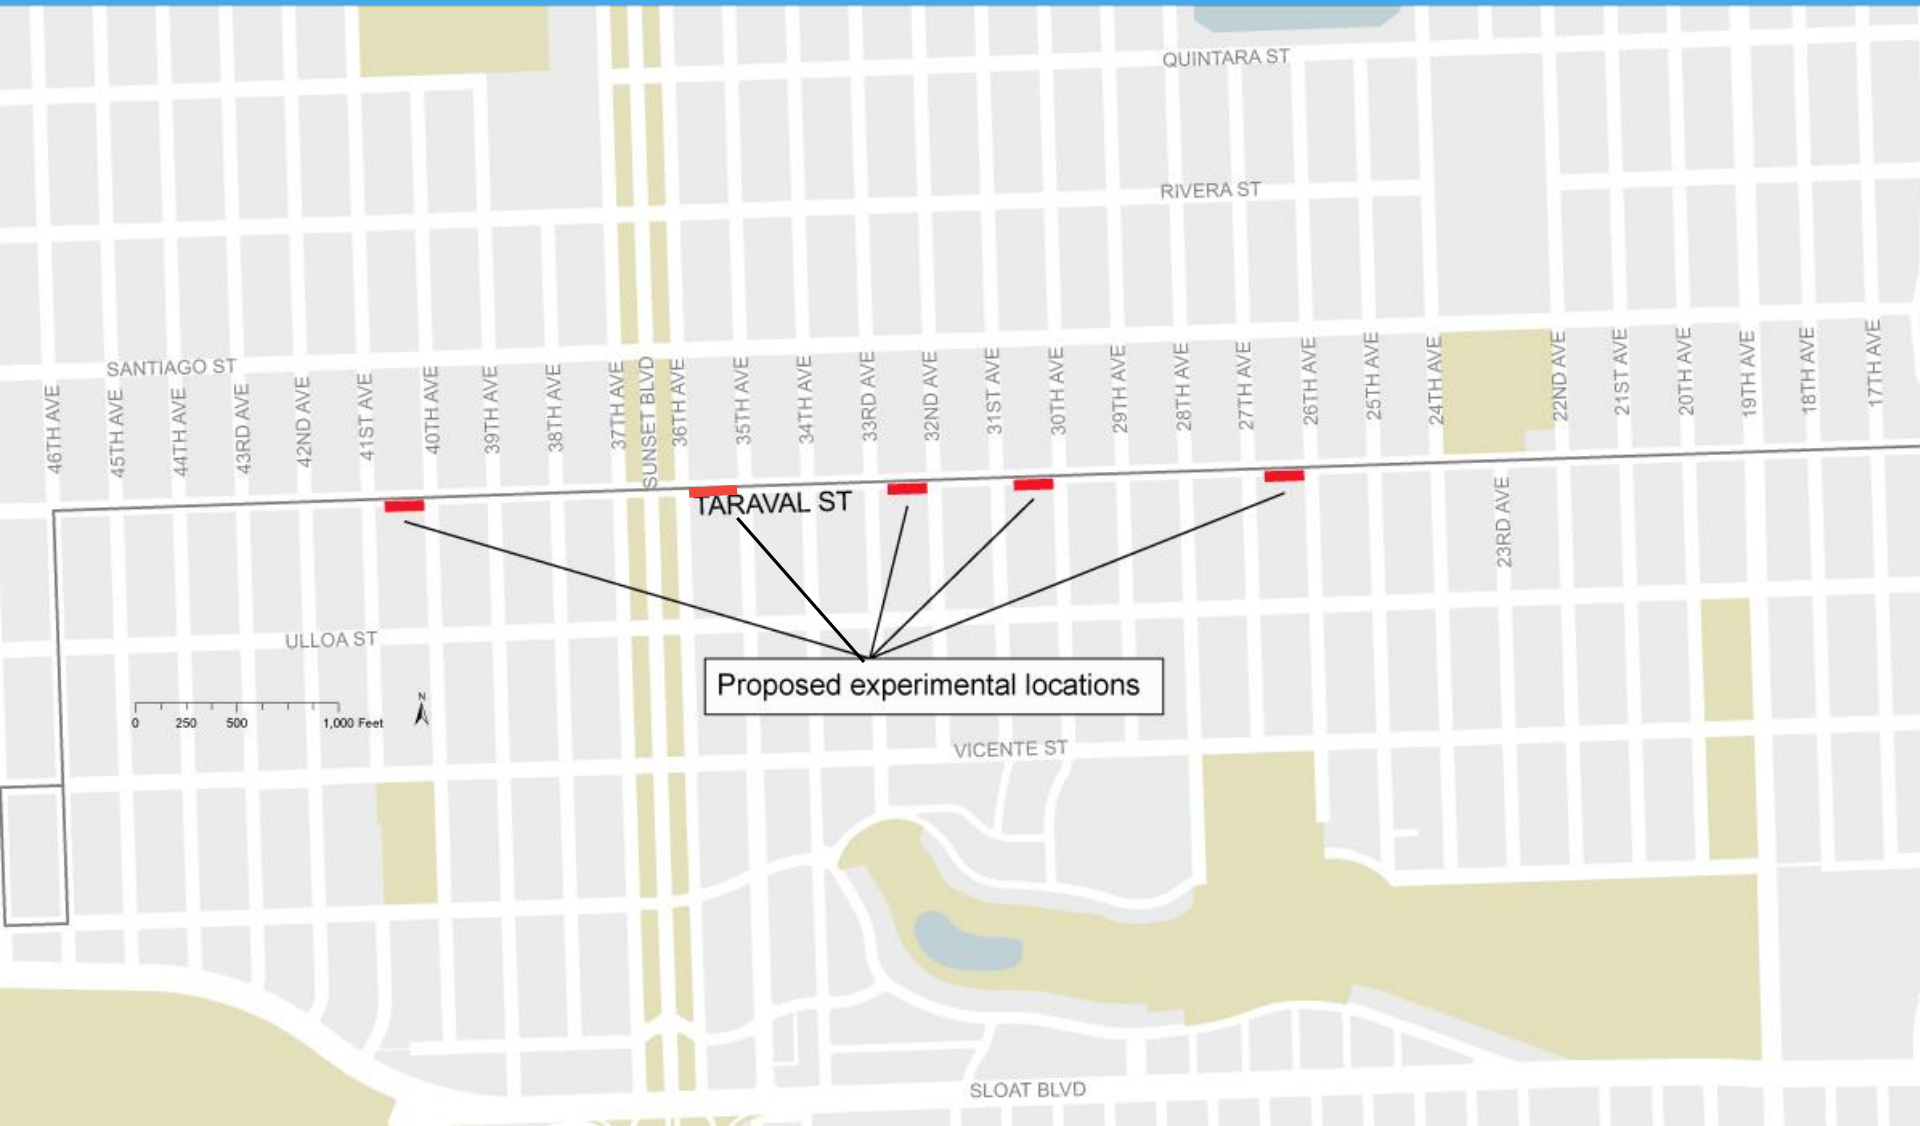 QUINTARA ST
RIVERA ST
SANTIAGO ST
46TH AVE
45TH AVE
44TH AVE
43RD AVE
42ND AVE
41ST AVE
40TH AVE
39TH AVE
38TH AVE
37TH AVE
SUNSET BLVD
36TH AVE
35TH AVE
34TH AVE
33RD AVE
32ND AVE
31ST AVE
30TH AVE
29TH AVE
28TH AVE
27TH AVE
26TH AVE
25TH AVE
24TH AVE
22ND AVE
21ST AVE
20TH AVE
19TH AVE
18TH AVE
17TH AVE
TARAVAL ST
23RD AVE
ULLOA ST
Proposed experimental locations
N
0 250 500 1,000 Feet
VICENTE ST
SLOAT BLVD